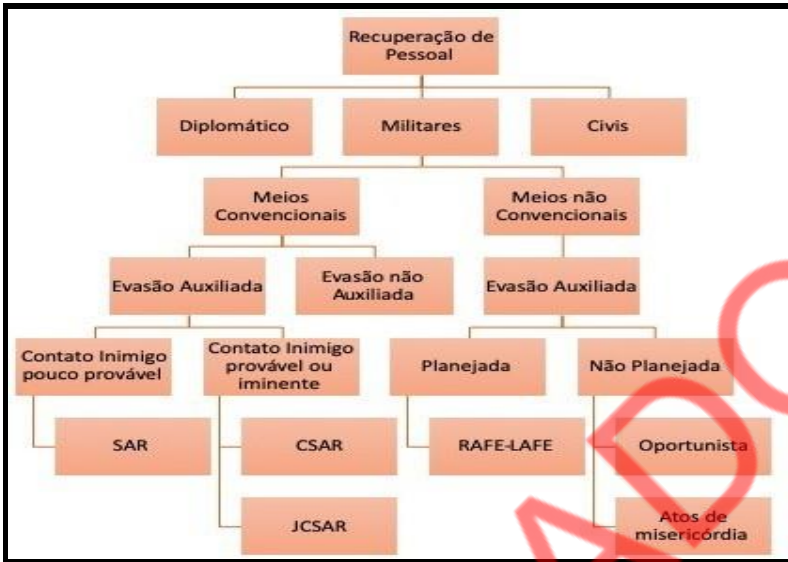 Recuperação de
Pessoal
Diplomático
Militares
Civis
Meios
Convencionais
Meios não
Convencionais
Evasão Auxiliada
Evasão não
Auxiliada
Evasão Auxiliada
Contato Inimigo
pouco provável
Contato Inimigo
provável ou
iminente
Planejada
Não Planejada
SAR
CSAR
RAFE-LAFE
Oportunista
JCSAR
Atos de
misericórdia